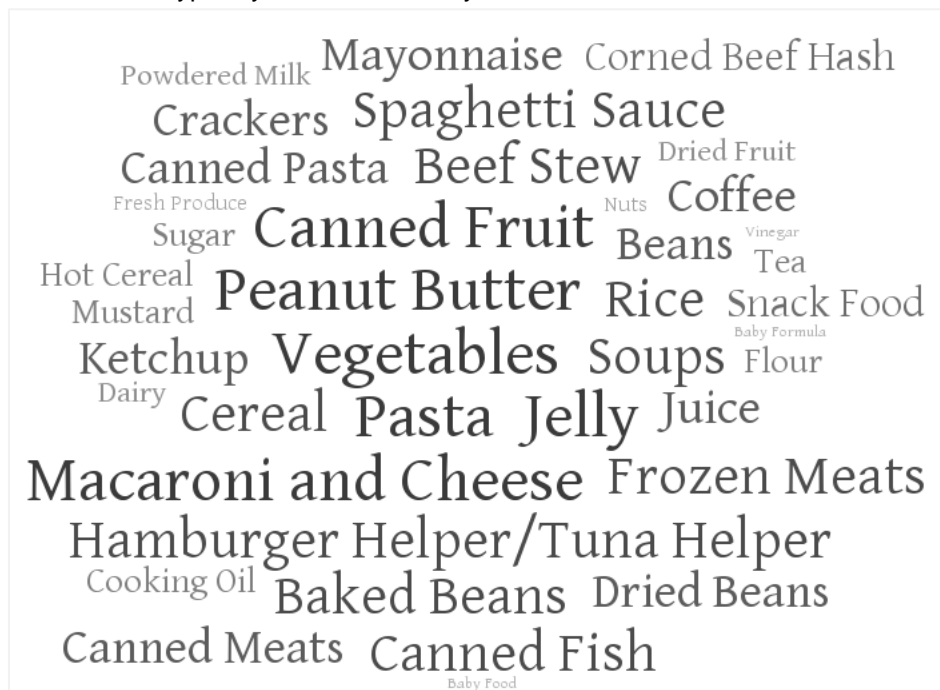 Mayonnaise Corned Beef Hash
Powdered Milk
Crackers Spaghetti Sauce
Canned Pasta Beef Stew Dried Fruit
Fresh Produce Nuts Coffee
Sugar Canned Fruit Beans Vinegar
Tea
Hot Cereal Peanut Butter Rice Snack Food
Mustard
Baby Formula
Ketchup Vegetables Soups Flour
Dairy
Cereal Pasta Jelly Juice
Macaroni and Cheese Frozen Meats
Hamburger Helper/Tuna Helper
Cooking Oil Baked Beans Dried Beans
Canned Meats Canned Fish
Baby Food